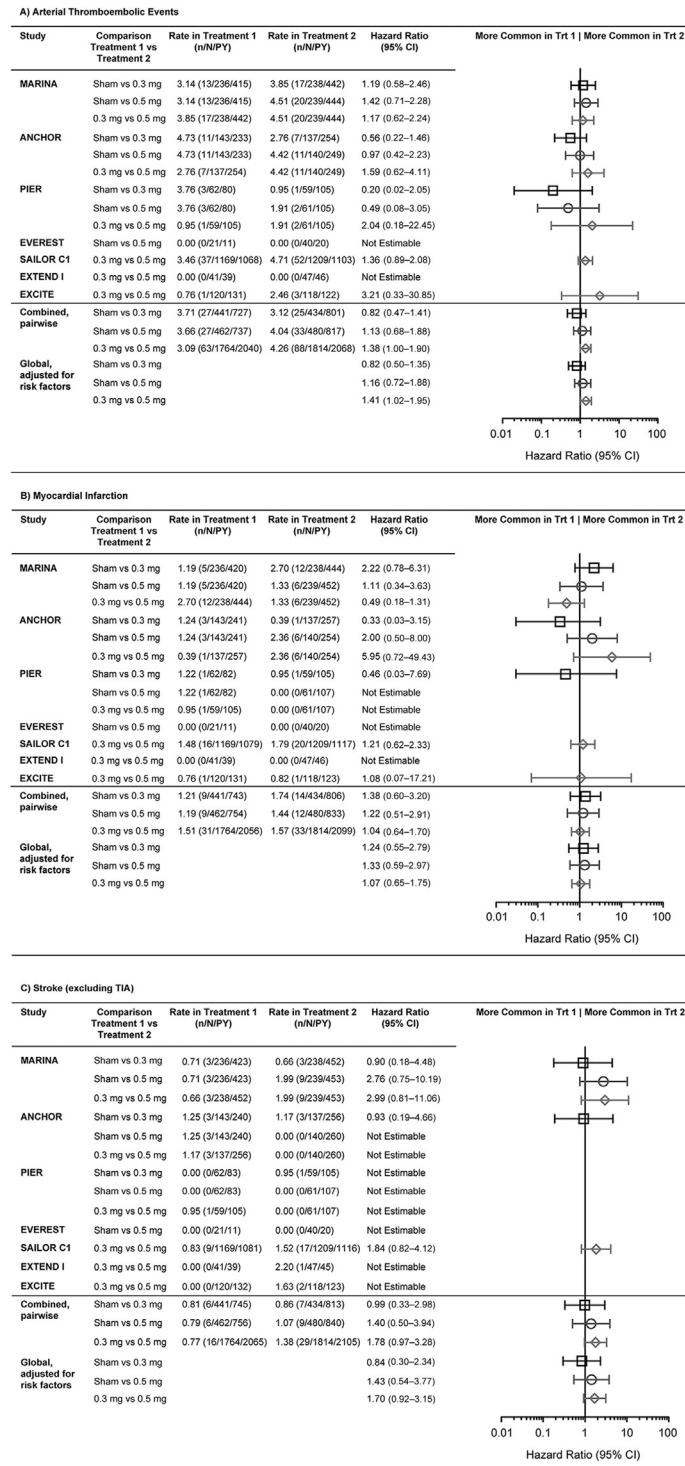 A) Arterial Thromboembolic Events
Study Comparison Treatment 1 vs Treatment 2 Rate in Treatment 1 (n/N/PY) Rate in Treatment 2 (n/N/PY) Hazard Ratio (95% CI) More Common in Trt 1 | More Common in Trt 2
MARINA Sham vs 0.3 mg 3.14 (13/236/415) 3.85 (17/238/442) 1.19 (0.58–2.46)
Sham vs 0.5 mg 3.14 (13/236/415) 4.51 (20/239/444) 1.42 (0.71–2.28)
0.3 mg vs 0.5 mg 3.85 (17/238/442) 4.51 (20/239/444) 1.17 (0.62–2.24)
ANCHOR Sham vs 0.3 mg 4.73 (11/143/233) 2.76 (7/137/254) 0.56 (0.22–1.46)
Sham vs 0.5 mg 4.73 (11/143/233) 4.42 (11/140/249) 0.97 (0.42–2.23)
0.3 mg vs 0.5 mg 2.76 (7/137/254) 4.42 (11/140/249) 1.59 (0.62–4.11)
PIER Sham vs 0.3 mg 3.76 (3/62/80) 0.95 (1/59/105) 0.20 (0.02–2.05)
Sham vs 0.5 mg 3.76 (3/62/80) 1.91 (2/61/105) 0.49 (0.08–3.05)
0.3 mg vs 0.5 mg 0.95 (1/59/105) 1.91 (2/61/105) 2.04 (0.18–22.45)
EVEREST Sham vs 0.5 mg 0.00 (0/21/11) 0.00 (0/40/20) Not Estimable
SAILOR C1 0.3 mg vs 0.5 mg 3.46 (37/1169/1068) 4.71 (52/1209/1103) 1.36 (0.89–2.08)
EXTEND I 0.3 mg vs 0.5 mg 0.00 (0/41/39) 0.00 (0/47/46) Not Estimable
EXCITE 0.3 mg vs 0.5 mg 0.76 (1/120/131) 2.46 (3/118/122) 3.21 (0.33–30.85)
Combined, pairwise Sham vs 0.3 mg 3.71 (27/441/727) 3.12 (25/434/801) 0.82 (0.47–1.41)
Sham vs 0.5 mg 3.66 (27/462/737) 4.04 (33/480/817) 1.13 (0.68–1.88)
0.3 mg vs 0.5 mg 3.09 (63/1764/2040) 4.26 (88/1814/2068) 1.38 (1.00–1.90)
Global, adjusted for risk factors Sham vs 0.3 mg 0.82 (0.50–1.35)
Sham vs 0.5 mg 1.16 (0.72–1.88)
0.3 mg vs 0.5 mg 1.41 (1.02–1.95)
0.01 0.1 1 10 100
Hazard Ratio (95% CI)
B) Myocardial Infarction
Study Comparison Treatment 1 vs Treatment 2 Rate in Treatment 1 (n/N/PY) Rate in Treatment 2 (n/N/PY) Hazard Ratio (95% CI) More Common in Trt 1 | More Common in Trt 2
MARINA Sham vs 0.3 mg 1.19 (5/236/420) 2.70 (12/238/444) 2.22 (0.78–6.31)
Sham vs 0.5 mg 1.19 (5/236/420) 1.33 (6/239/452) 1.11 (0.34–3.63)
0.3 mg vs 0.5 mg 2.70 (12/238/444) 1.33 (6/239/452) 0.49 (0.18–1.31)
ANCHOR Sham vs 0.3 mg 1.24 (3/143/241) 0.39 (1/137/257) 0.33 (0.03–3.15)
Sham vs 0.5 mg 1.24 (3/143/241) 2.36 (6/140/254) 2.00 (0.50–8.00)
0.3 mg vs 0.5 mg 0.39 (1/137/257) 2.36 (6/140/254) 5.95 (0.72–49.43)
PIER Sham vs 0.3 mg 1.22 (1/62/82) 0.95 (1/59/105) 0.46 (0.03–7.69)
Sham vs 0.5 mg 1.22 (1/62/82) 0.00 (0/61/107) Not Estimable
0.3 mg vs 0.5 mg 0.95 (1/59/105) 0.00 (0/61/107) Not Estimable
EVEREST Sham vs 0.5 mg 0.00 (0/21/11) 0.00 (0/40/20) Not Estimable
SAILOR C1 0.3 mg vs 0.5 mg 1.48 (16/1169/1079) 1.79 (20/1209/1117) 1.21 (0.62–2.33)
EXTEND I 0.3 mg vs 0.5 mg 0.00 (0/41/39) 0.00 (0/47/46) Not Estimable
EXCITE 0.3 mg vs 0.5 mg 0.76 (1/120/131) 0.82 (1/118/123) 1.08 (0.07–17.21)
Combined, pairwise Sham vs 0.3 mg 1.21 (9/441/743) 1.74 (14/434/806) 1.38 (0.60–3.20)
Sham vs 0.5 mg 1.19 (9/462/754) 1.44 (12/480/833) 1.22 (0.51–2.91)
0.3 mg vs 0.5 mg 1.51 (31/1764/2056) 1.57 (33/1814/2099) 1.04 (0.64–1.70)
Global, adjusted for risk factors Sham vs 0.3 mg 1.24 (0.55–2.79)
Sham vs 0.5 mg 1.33 (0.59–2.97)
0.3 mg vs 0.5 mg 1.07 (0.65–1.75)
0.01 0.1 1 10 100
Hazard Ratio (95% CI)
C) Stroke (excluding TIA)
Study Comparison Treatment 1 vs Treatment 2 Rate in Treatment 1 (n/N/PY) Rate in Treatment 2 (n/N/PY) Hazard Ratio (95% CI) More Common in Trt 1 | More Common in Trt 2
MARINA Sham vs 0.3 mg 0.71 (3/236/423) 0.66 (3/238/452) 0.90 (0.18–4.48)
Sham vs 0.5 mg 0.71 (3/236/423) 1.99 (9/239/453) 2.76 (0.75–10.19)
0.3 mg vs 0.5 mg 0.66 (3/238/452) 1.99 (9/239/453) 2.99 (0.81–11.06)
ANCHOR Sham vs 0.3 mg 1.25 (3/143/240) 1.17 (3/137/256) 0.93 (0.19–4.66)
Sham vs 0.5 mg 1.25 (3/143/240) 0.00 (0/140/260) Not Estimable
0.3 mg vs 0.5 mg 1.17 (3/137/256) 0.00 (0/140/260) Not Estimable
PIER Sham vs 0.3 mg 0.00 (0/62/83) 0.95 (1/59/105) Not Estimable
Sham vs 0.5 mg 0.00 (0/62/83) 0.00 (0/61/107) Not Estimable
0.3 mg vs 0.5 mg 0.95 (1/59/105) 0.00 (0/61/107) Not Estimable
EVEREST Sham vs 0.5 mg 0.00 (0/21/11) 0.00 (0/40/20) Not Estimable
SAILOR C1 0.3 mg vs 0.5 mg 0.83 (9/1169/1081) 1.52 (17/1209/1116) 1.84 (0.82–4.12)
EXTEND I 0.3 mg vs 0.5 mg 0.00 (0/41/39) 2.20 (1/47/45) Not Estimable
EXCITE 0.3 mg vs 0.5 mg 0.00 (0/120/132) 1.63 (2/118/123) Not Estimable
Combined, pairwise Sham vs 0.3 mg 0.81 (6/441/745) 0.86 (7/434/813) 0.99 (0.33–2.98)
Sham vs 0.5 mg 0.79 (6/462/756) 1.07 (9/480/840) 1.40 (0.50–3.94)
0.3 mg vs 0.5 mg 0.77 (16/1764/2065) 1.38 (29/1814/2105) 1.78 (0.97–3.28)
Global, adjusted for risk factors Sham vs 0.3 mg 0.84 (0.30–2.34)
Sham vs 0.5 mg 1.43 (0.54–3.77)
0.3 mg vs 0.5 mg 1.70 (0.92–3.15)
0.01 0.1 1 10 100
Hazard Ratio (95% CI)